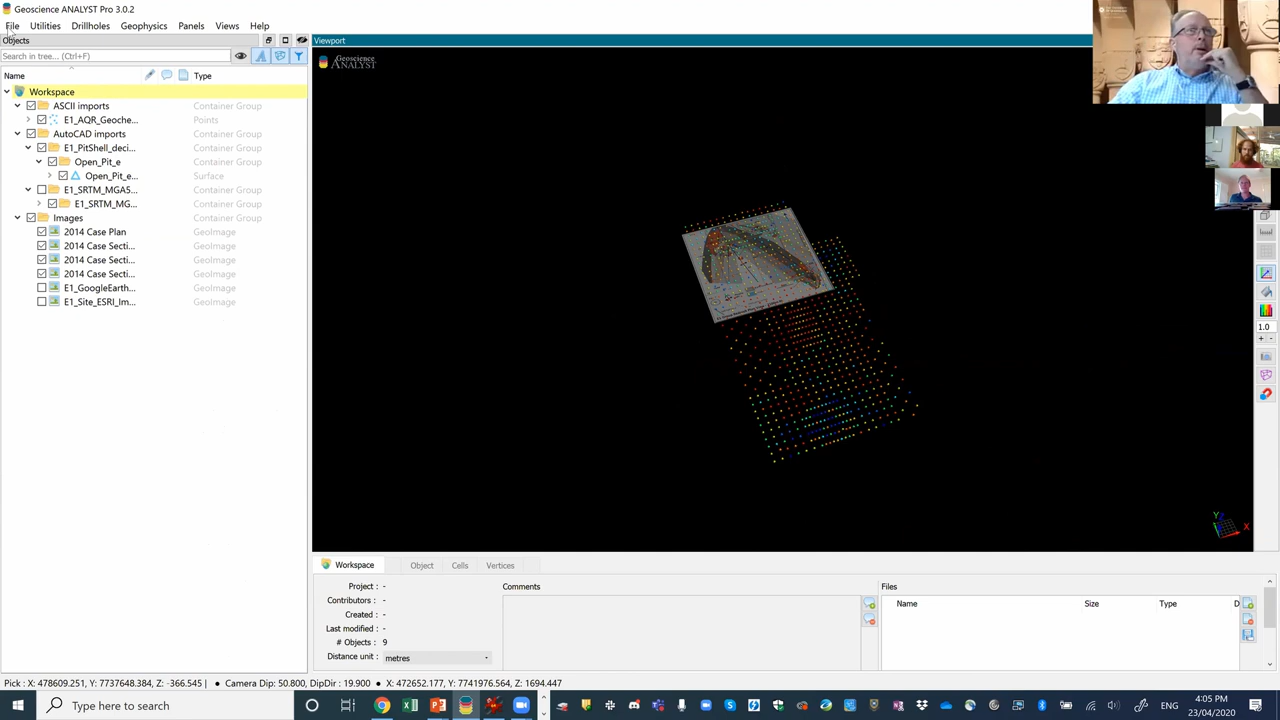 Geoscience ANALYST Pro 3.0.2
File Utilities Drillholes Geophysics Panels Views Help
Objects
Search in tree... (Ctrl+F)
Name Type
Workspace
ASCII imports Container Group
E1_AQR_Geoche... Points
AutoCAD imports Container Group
E1_PitShell_deci... Container Group
Open_Pit_e Container Group
Open_Pit_e... Surface
E1_SRTM_MGA5... Container Group
E1_SRTM_MG... Container Group
Images Container Group
2014 Case Plan GeoImage
2014 Case Secti... GeoImage
2014 Case Secti... GeoImage
2014 Case Secti... GeoImage
E1_GoogleEarth... GeoImage
E1_Site_ESRI_Im... GeoImage
Viewport
Geoscience
ANALYST
1.0
Y
X
Workspace Object Cells Vertices
Project : -
Contributors : -
Created : -
Last modified : -
# Objects : 9
Distance unit : metres
Comments
Files
Name Size Type D
Pick : X: 478609.251, Y: 7737648.384, Z: -366.545 | Camera Dip: 50.800, DipDir : 19.900 X: 472652.177, Y: 7741976.564, Z: 1694.447
Type here to search
ENG
4:05 PM
23/04/2020